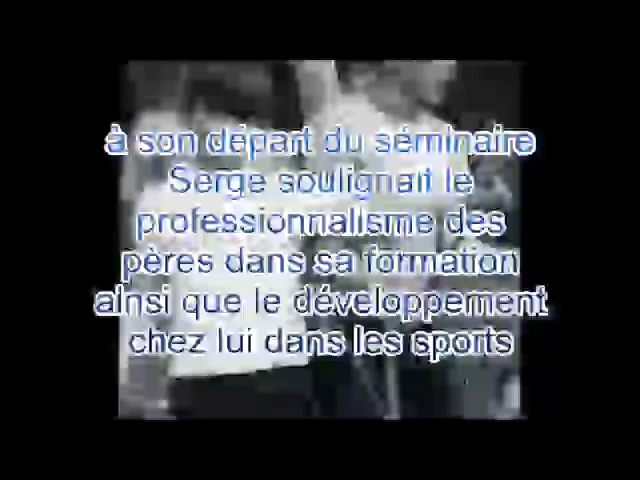 à son départ du séminaire
Serge soulignait le
professionnalisme des
pères dans sa formation
ainsi que le développement
chez lui dans les sports